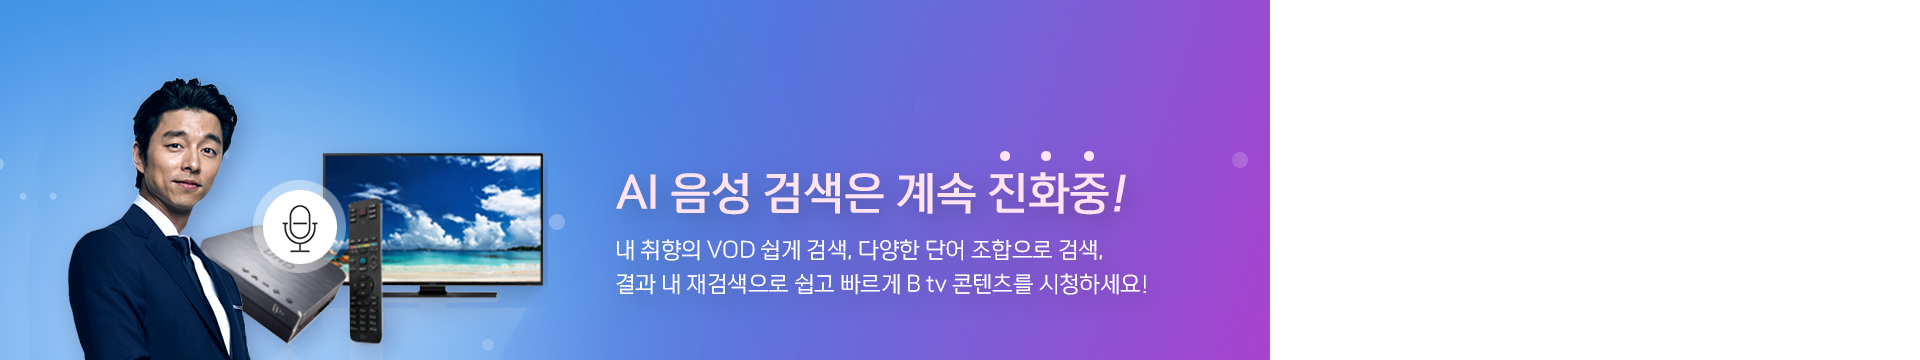 AI 음성 검색은 계속 진화중!
내 취향의 VOD 쉽게 검색, 다양한 단어 조합으로 검색,
결과 내 재검색으로 쉽고 빠르게 B tv 콘텐츠를 시청하세요!
UHD
B tv